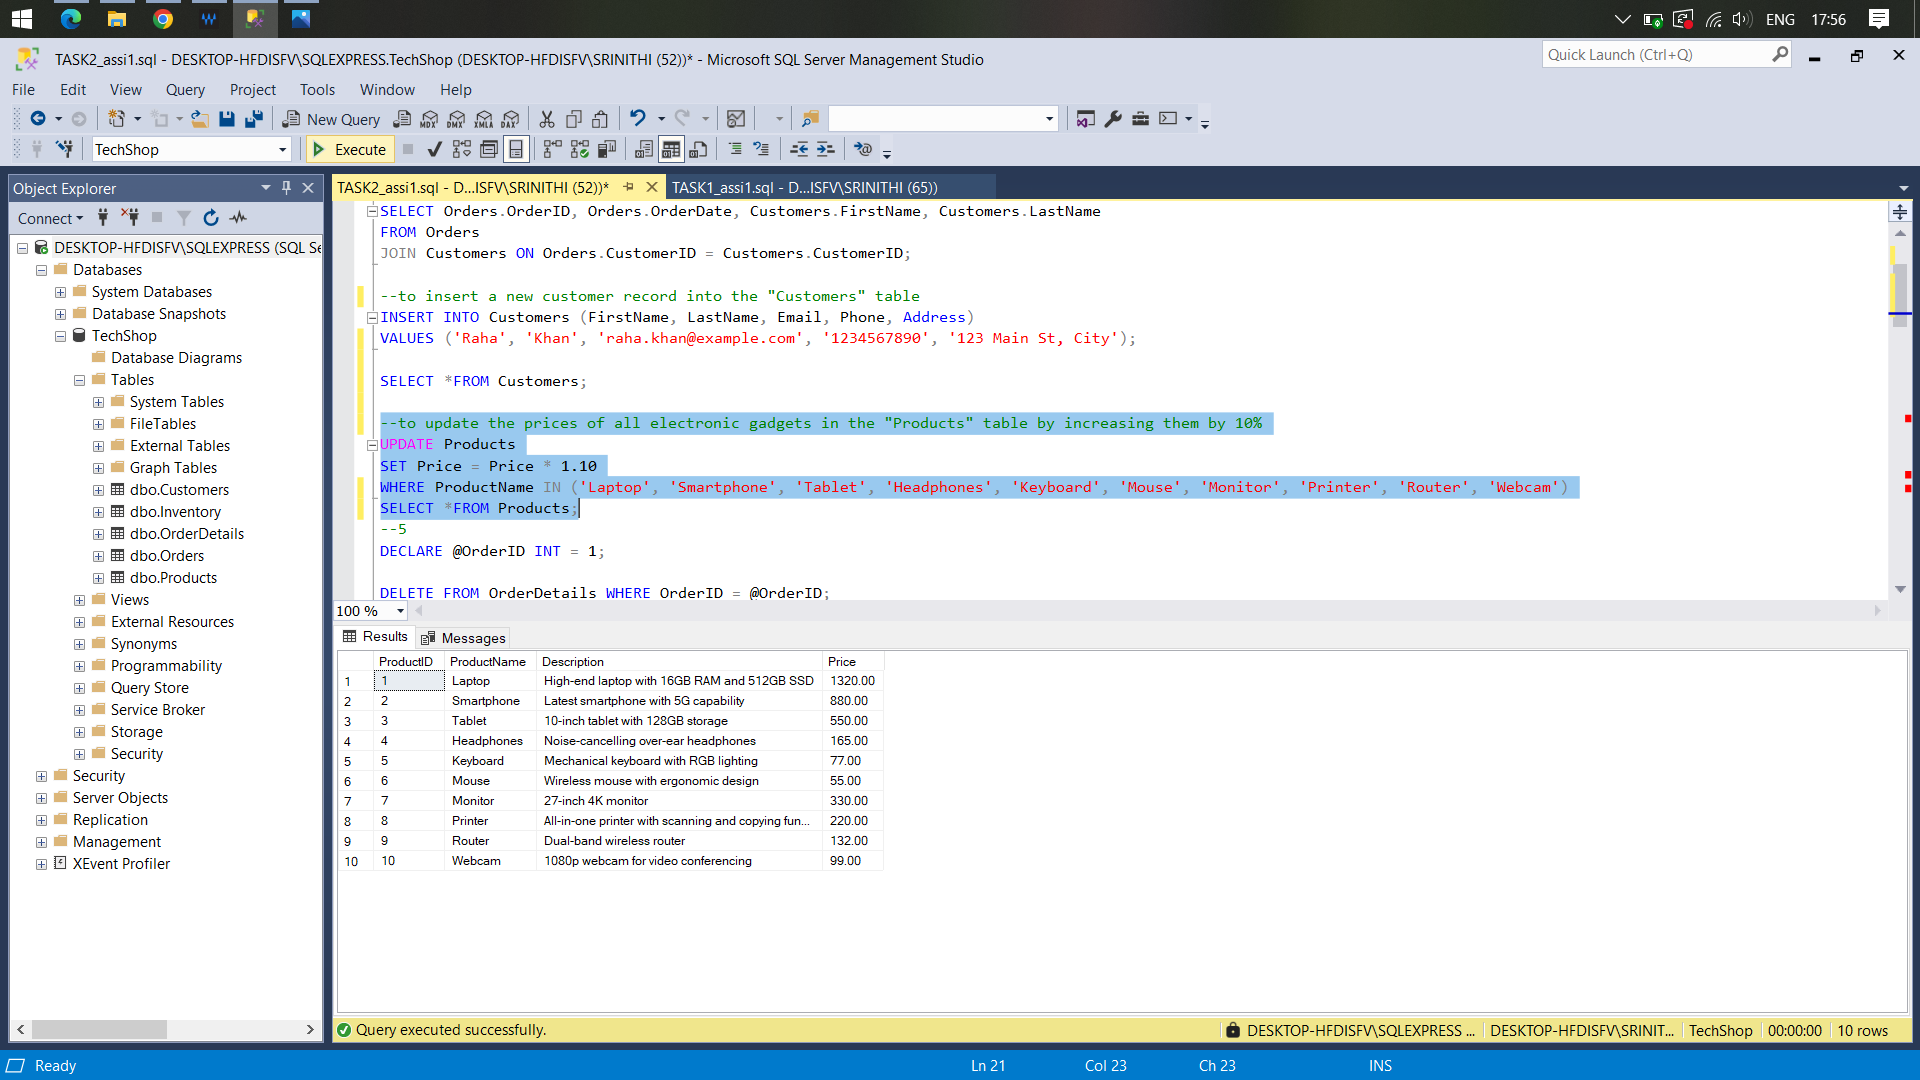 ENG 17:56
TASK2_assi1.sql - DESKTOP-HFDISFV\SQLEXPRESS.TechShop (DESKTOP-HFDISFV\SRINITHI (52))* - Microsoft SQL Server Management Studio
Quick Launch (Ctrl+Q)
File Edit View Query Project Tools Window Help
New Query MDX DMX XMLA DAX
TechShop Execute
Object Explorer
Connect
DESKTOP-HFDISFV\SQLEXPRESS (SQL Se
Databases
System Databases
Database Snapshots
TechShop
Database Diagrams
Tables
System Tables
FileTables
External Tables
Graph Tables
dbo.Customers
dbo.Inventory
dbo.OrderDetails
dbo.Orders
dbo.Products
Views
External Resources
Synonyms
Programmability
Query Store
Service Broker
Storage
Security
Security
Server Objects
Replication
Management
XEvent Profiler
TASK2_assi1.sql - D...ISFV\SRINITHI (52))* TASK1_assi1.sql - D...ISFV\SRINITHI (65))
SELECT Orders.OrderID, Orders.OrderDate, Customers.FirstName, Customers.LastName
FROM Orders
JOIN Customers ON Orders.CustomerID = Customers.CustomerID;
--to insert a new customer record into the "Customers" table
INSERT INTO Customers (FirstName, LastName, Email, Phone, Address)
VALUES ('Raha', 'Khan', 'raha.khan@example.com', '1234567890', '123 Main St, City');
SELECT *FROM Customers;
--to update the prices of all electronic gadgets in the "Products" table by increasing them by 10%
UPDATE Products
SET Price = Price * 1.10
WHERE ProductName IN ('Laptop', 'Smartphone', 'Tablet', 'Headphones', 'Keyboard', 'Mouse', 'Monitor', 'Printer', 'Router', 'Webcam')
SELECT *FROM Products;
--5
DECLARE @OrderID INT = 1;
DELETE FROM OrderDetails WHERE OrderID = @OrderID;
100 %
Results Messages
ProductID ProductName Description Price
1 1 Laptop High-end laptop with 16GB RAM and 512GB SSD 1320.00
2 2 Smartphone Latest smartphone with 5G capability 880.00
3 3 Tablet 10-inch tablet with 128GB storage 550.00
4 4 Headphones Noise-cancelling over-ear headphones 165.00
5 5 Keyboard Mechanical keyboard with RGB lighting 77.00
6 6 Mouse Wireless mouse with ergonomic design 55.00
7 7 Monitor 27-inch 4K monitor 330.00
8 8 Printer All-in-one printer with scanning and copying fun... 220.00
9 9 Router Dual-band wireless router 132.00
10 10 Webcam 1080p webcam for video conferencing 99.00
Query executed successfully. DESKTOP-HFDISFV\SQLEXPRESS ... DESKTOP-HFDISFV\SRINIT... TechShop 00:00:00 10 rows
Ready Ln 21 Col 23 Ch 23 INS